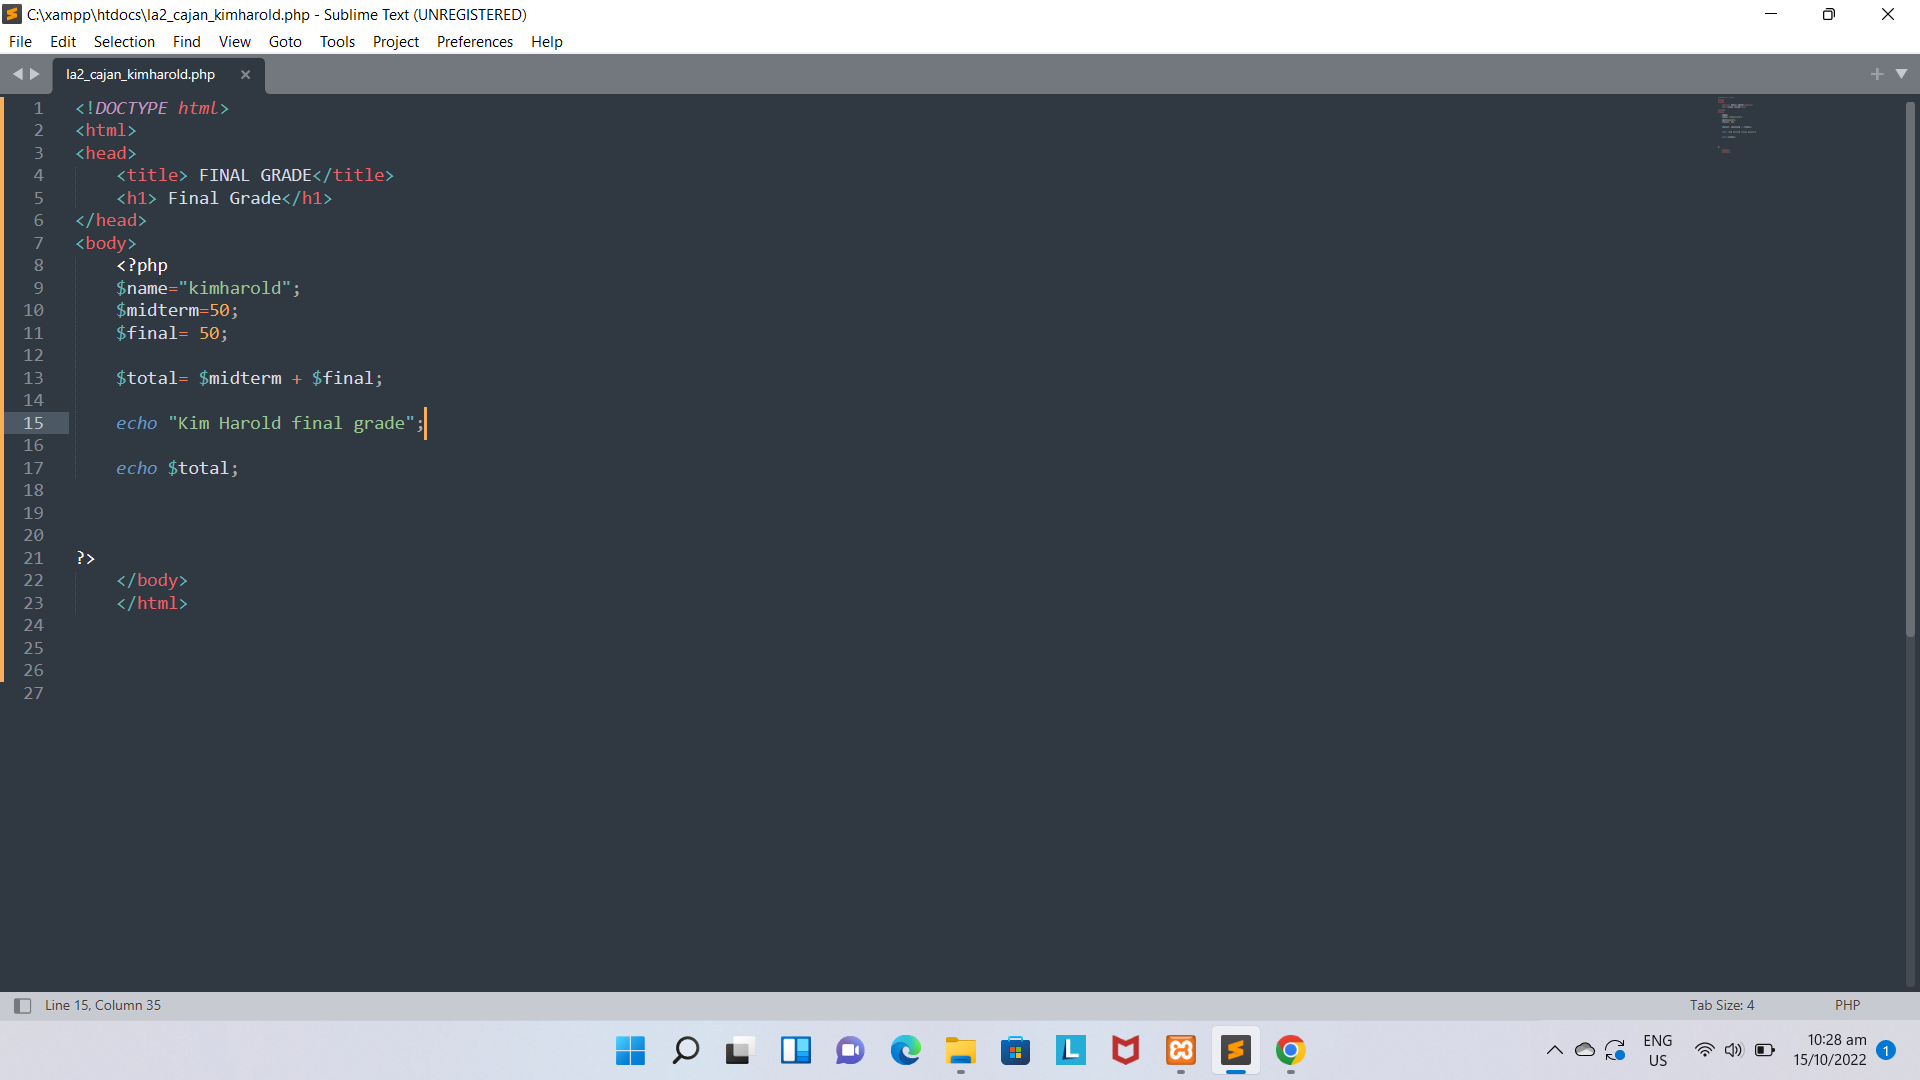 C:\xampp\htdocs\la2_cajan_kimharold.php - Sublime Text (UNREGISTERED)
File Edit Selection Find View Goto Tools Project Preferences Help
la2_cajan_kimharold.php
1 <!DOCTYPE html>
2 <html>
3 <head>
4 <title> FINAL GRADE</title>
5 <h1> Final Grade</h1>
6 </head>
7 <body>
8 <?php
9 $name="kimharold";
10 $midterm=50;
11 $final= 50;
12
13 $total= $midterm + $final;
14
15 echo "Kim Harold final grade";
16
17 echo $total;
18
19
20
21 ?>
22 </body>
23 </html>
24
25
26
27
Line 15, Column 35 Tab Size: 4 PHP
ENG 10:28 am
US 15/10/2022 1